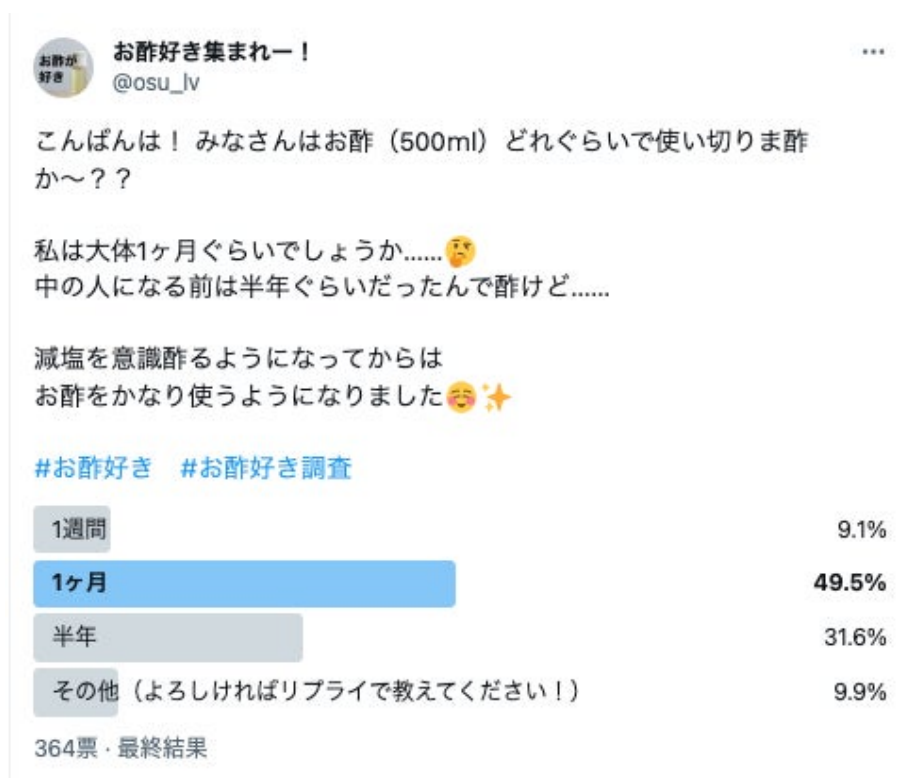 お酢が
好き
お酢好き集まれー！
@osu_lv
こんばんは！ みなさんはお酢（500ml）どれぐらいで使い切りま酢
か〜？？
私は大体1ヶ月ぐらいでしょうか......🤔
中の人になる前は半年ぐらいだったんで酢けど......
減塩を意識酢るようになってからは
お酢をかなり使うようになりました☺️✨
#お酢好き #お酢好き調査
1週間 9.1%
1ヶ月 49.5%
半年 31.6%
その他（よろしければリプライで教えてください！） 9.9%
364票 · 最終結果